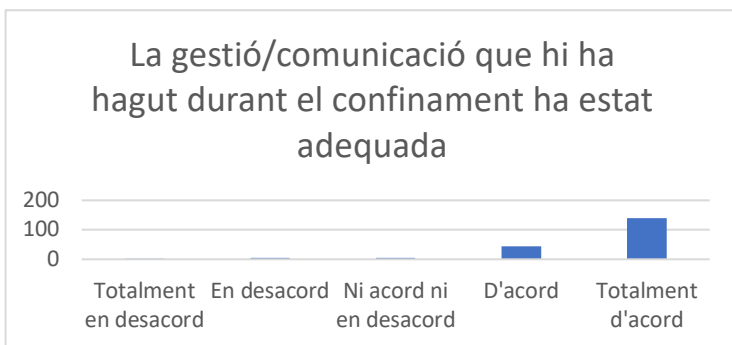 La gestió/comunicació que hi ha
hagut durant el confinament ha estat
adequada
200
100
0
Totalment
en desacord
En desacord
Ni acord ni
en desacord
D'acord
Totalment
d'acord